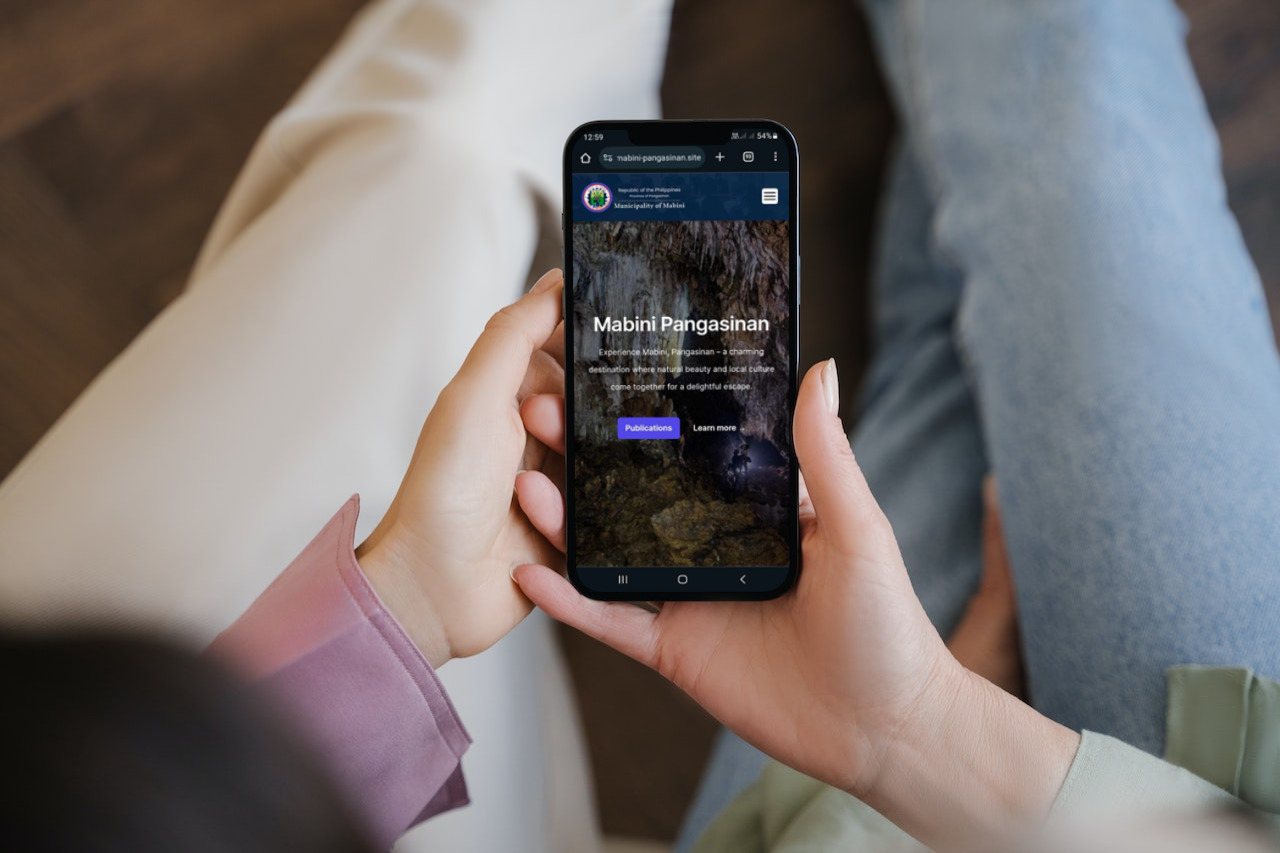 12:59
54%
mabini-pangasinan.site
Republic of the Philippines
Province of Pangasinan
Municipality of Mabini
Mabini Pangasinan
Experience Mabini, Pangasinan – a charming
destination where natural beauty and local culture
come together for a delightful escape.
Publications
Learn more →